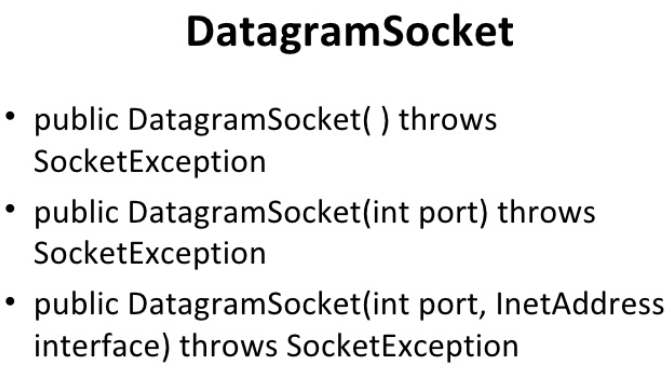 DatagramSocket
• public DatagramSocket( ) throws
SocketException
• public DatagramSocket(int port) throws
SocketException
• public DatagramSocket(int port, InetAddress
interface) throws SocketException